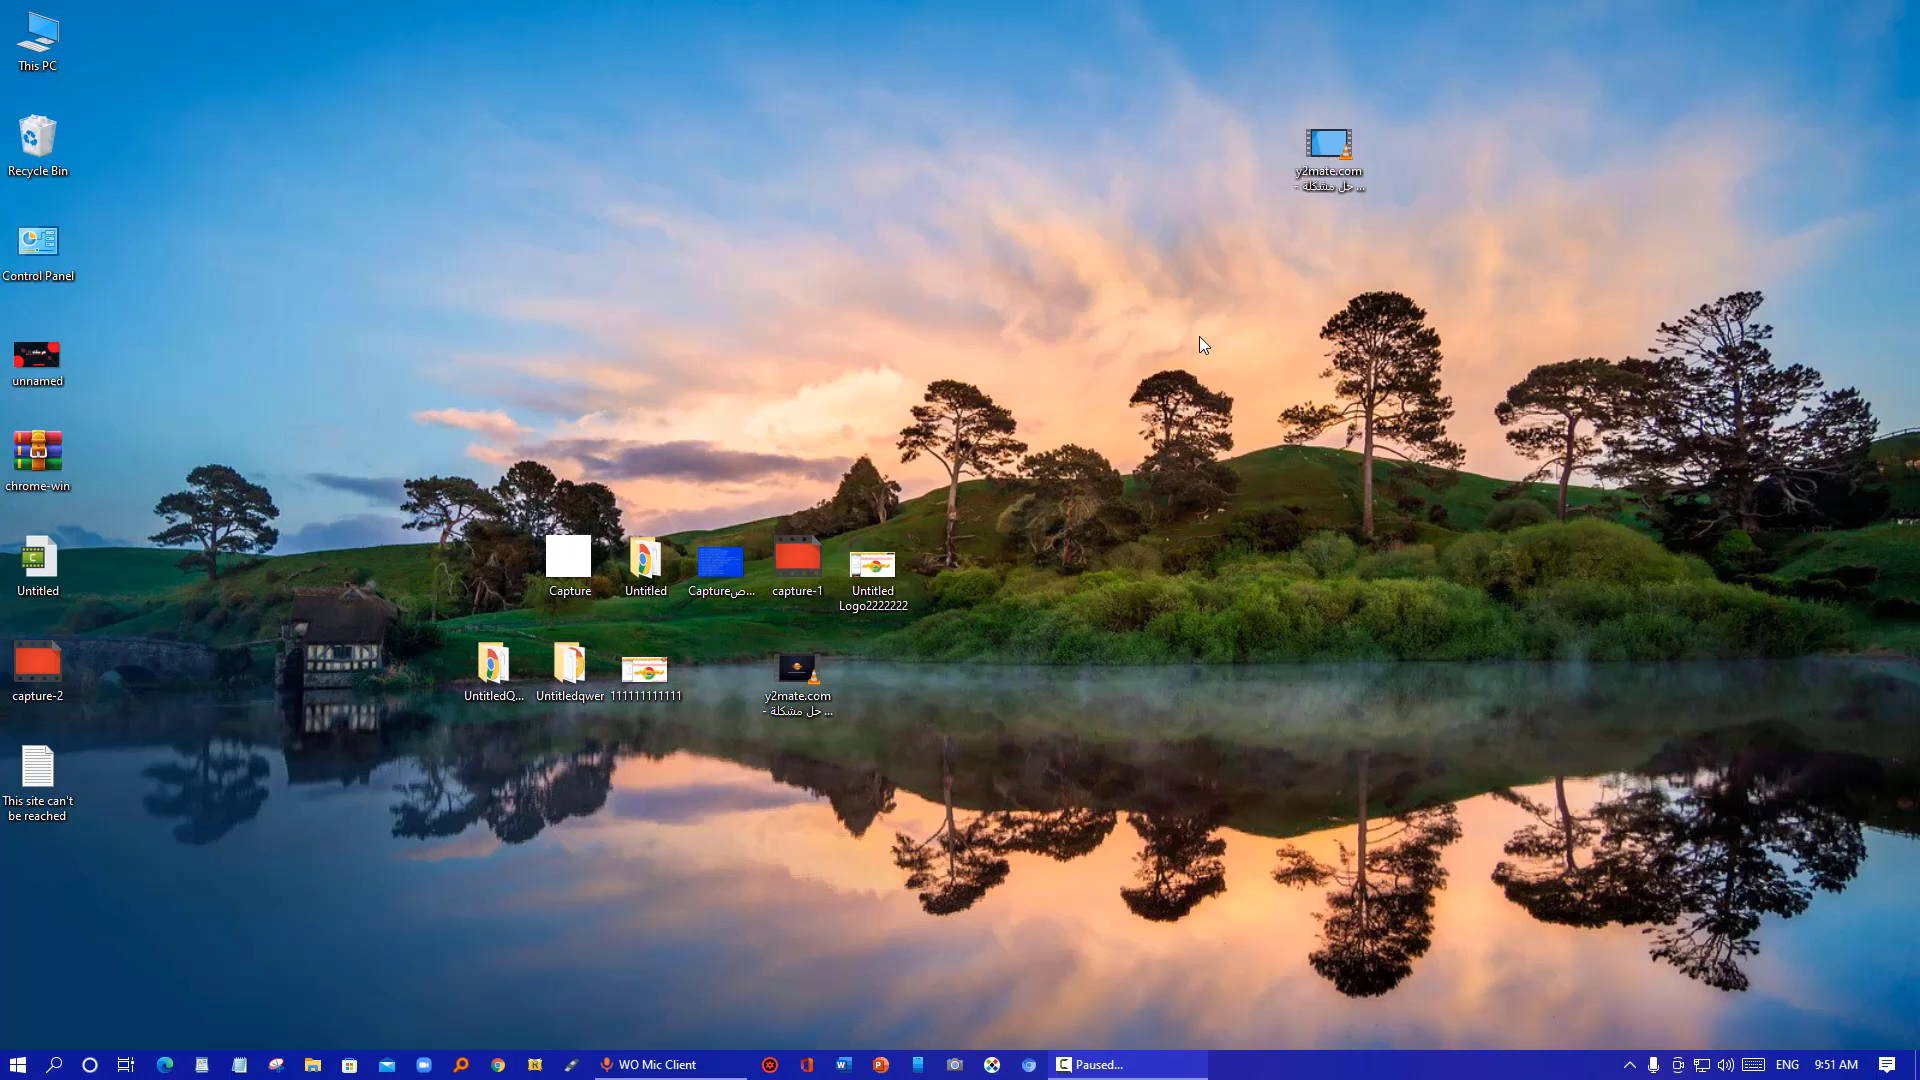 This PC
Recycle Bin
Control Panel
unnamed
chrome-win
Untitled
capture-2
This site can't
be reached
y2mate.com
- حل مشكلة ...
Capture
Untitled
Captureص...
capture-1
Untitled
Logo2222222
UntitledQ...
Untitledqwer
111111111111
y2mate.com
- حل مشكلة ...
WO Mic Client
Paused...
ENG
9:51 AM